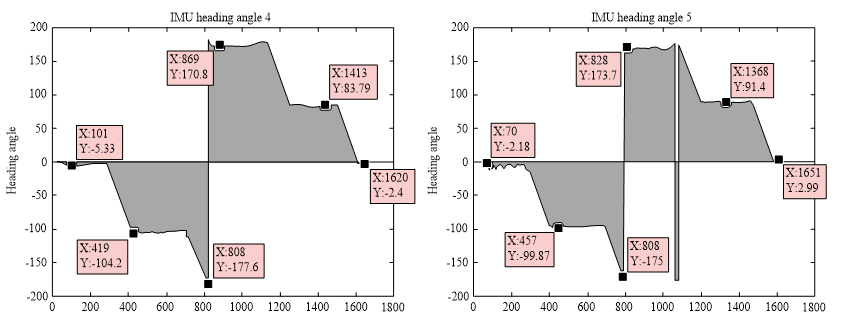 IMU heading angle 4
Heading angle
200
150
100
50
0
-50
-100
-150
-200
0 200 400 600 800 1000 1200 1400 1600 1800
X:101
Y:-5.33
X:419
Y:-104.2
X:869
Y:170.8
X:808
Y:-177.6
X:1413
Y:83.79
X:1620
Y:-2.4
IMU heading angle 5
Heading angle
200
150
100
50
0
-50
-100
-150
-200
0 200 400 600 800 1000 1200 1400 1600 1800
X:70
Y:-2.18
X:457
Y:-99.87
X:828
Y:173.7
X:808
Y:-175
X:1368
Y:91.4
X:1651
Y:2.99